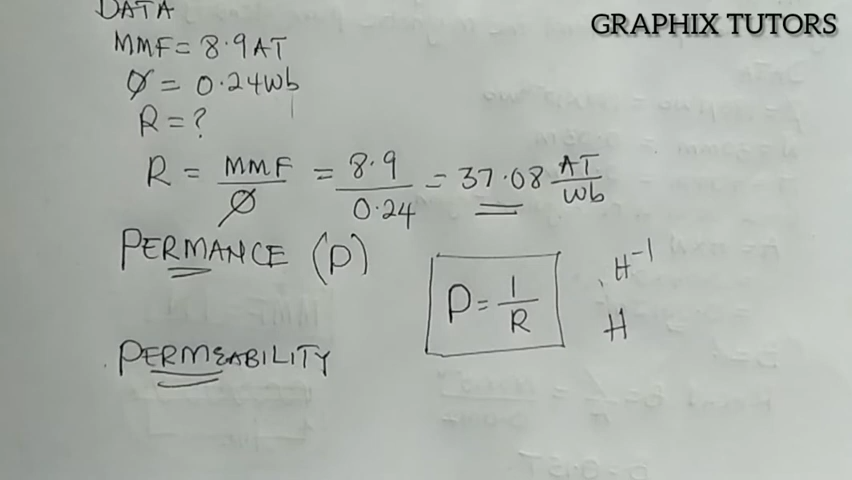 GRAPHIX TUTORS
DATA
MMF = 8.9AT
Ø = 0.24Wb
R = ?
R = MMF/Ø = 8.9/0.24 = 37.08 AT/Wb
PERMANCE (P)
P = 1/R
H⁻¹
H
PERMEABILITY